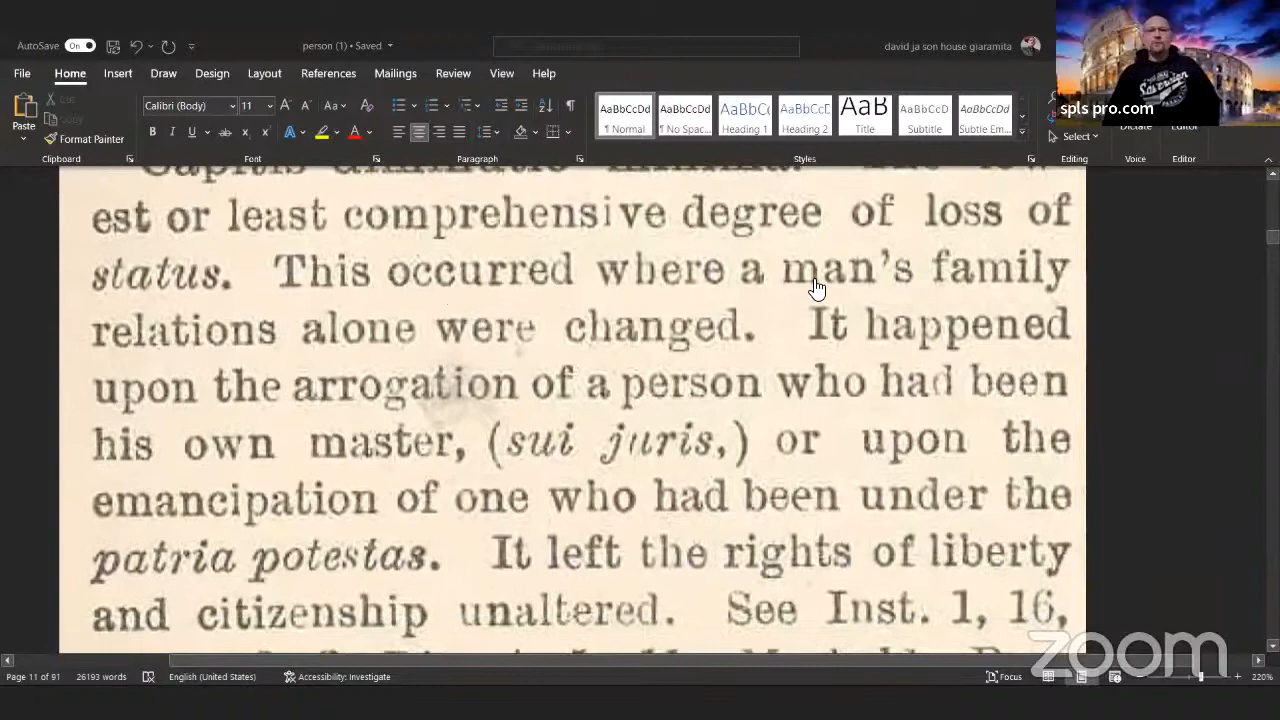 AutoSave On person (1) • Saved david ja son house giaramita
File Home Insert Draw Design Layout References Mailings Review View Help
Paste Cut Copy Format Painter
Calibri (Body) 11
AaBbCcDd ¶ Normal
AaBbCcDd ¶ No Spac...
AaBbCc Heading 1
AaBbCcD Heading 2
AaB Title
AaBbCcD Subtitle
AaBbCcDd Subtle Em...
Select
Dictate
Editor
Clipboard Font Paragraph Styles Editing Voice Editor
spls pro.com
est or least comprehensive degree of loss of
status. This occurred where a man's family
relations alone were changed. It happened
upon the arrogation of a person who had been
his own master, (sui juris,) or upon the
emancipation of one who had been under the
patria potestas. It left the rights of liberty
and citizenship unaltered. See Inst. 1, 16,
zoom
Page 11 of 91 26193 words English (United States) Accessibility: Investigate Focus 220%